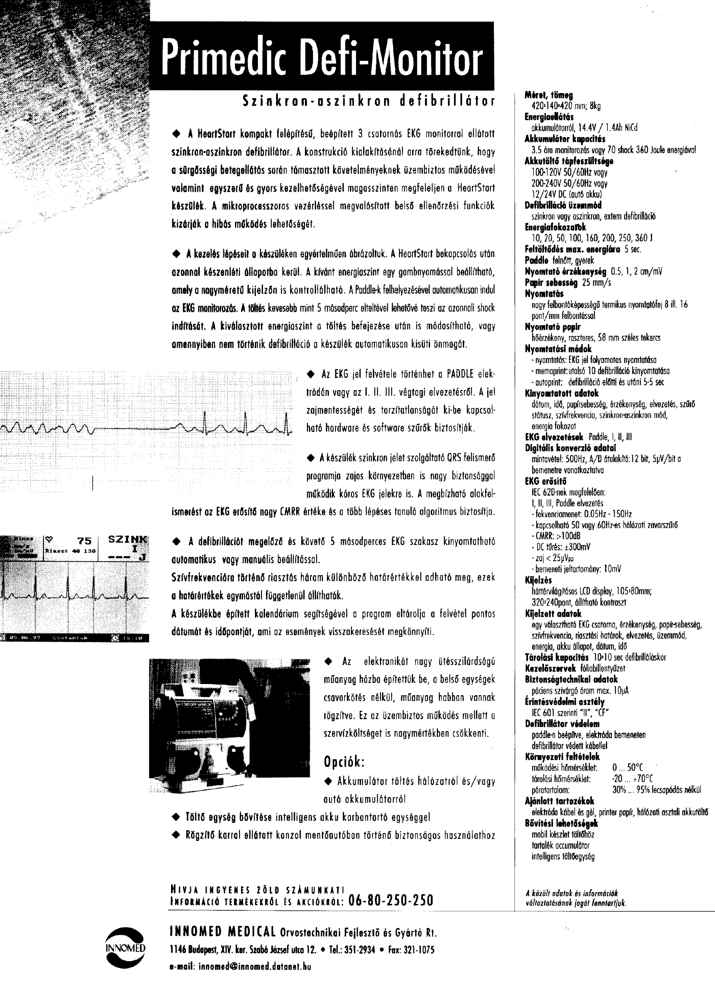 Primedic Defi-Monitor
Szinkron-aszinkron defibrillátor
◆ A HeartStart kompakt felépítésű, beépített 3 csatornás EKG monitorral ellátott
szinkron-aszinkron defibrillátor. A konstrukció kialakításánál arra törekedtünk, hogy
a sürgősségi betegellátás során támasztott követelményeknek üzembiztos működésével
valamint egyszerű és gyors kezelhetőségével magasszinten megfeleljen a HeartStart
készülék. A mikroprocesszoros vezérléssel megvalósított belső ellenőrzési funkciók
kizárják a hibás működés lehetőségét.
◆ A kezelés lépéseit a készüléken egyértelműen ábrázoltuk. A HeartStart bekapcsolás után
azonnal készenléti állapotba kerül. A kívánt energiaszint egy gombnyomással beállítható,
amely a nagyméretű kijelzőn is kontrollálható. A Paddle-k felhelyezésével automatikusan indul
az EKG monitorozás. A töltés kevesebb mint 5 másodperc elteltével lehetővé teszi az azonnali shock
indítását. A kiválasztott energiaszint a töltés befejezése után is módosítható, vagy
amennyiben nem történik defibrilláció a készülék automatikusan kisüti önmagát.
◆ Az EKG jel felvétele történhet a PADDLE elek-
tródán vagy az I. II. III. végtagi elvezetésről. A jel
zajmentességét és torzítatlanságát ki-be kapcsol-
ható hardware és software szűrők biztosítják.
◆ A készülék szinkron jelet szolgáltató QRS felismerő
programja zajos környezetben is nagy biztonsággal
működik kóros EKG jelekre is. A megbízható alakfel-
ismerést az EKG erősítő nagy CMRR értéke és a több lépéses tanuló algoritmus biztosítja.
75
SZINK
Riaszt 40 130
I
--- J
05.06.97 Csutortok 15:10
◆ A defibrillációt megelőző és követő 5 másodperces EKG szakasz kinyomtatható
automatikus vagy manuális beállítással.
Szívfrekvenciára történő riasztás három különböző határértékkel adható meg, ezek
a határértékek egymástól függetlenül állíthatók.
A készülékbe épített kalendárium segítségével a program eltárolja a felvétel pontos
dátumát és időpontját, ami az események visszakeresését megkönnyíti.
◆ Az elektronikát nagy ütésszilárdságú
műanyag házba építettük be, a belső egységek
csavarkötés nélkül, műanyag habban vannak
rögzítve. Ez az üzembiztos működés mellett a
szervízköltséget is nagymértékben csökkenti.
Opciók:
◆ Akkumulátor töltés hálózatról és/vagy
autó akkumulátorról
◆ Töltő egység bővítése intelligens akku karbantartó egységgel
◆ Rögzítő karral ellátott konzol mentőautóban történő biztonságos használathoz
HIVJA INGYENES ZÖLD SZÁMUNKAT!
INFORMÁCIÓ TERMÉKEKRŐL ÉS AKCIÓKRÓL: 06-80-250-250
INNOMED
INNOMED MEDICAL Orvostechnikai Fejlesztő és Gyártó Rt.
1146 Budapest, XIV. ker. Szabó József utca 12. • Tel.: 351-2934 • Fax: 321-1075
e-mail: innomed@innomed.datanet.hu
Méret, tömeg
420×140×420 mm; 8kg
Energiaellátás
akkumulátorról, 14.4V / 1.4Ah NiCd
Akkumulátor kapacitás
3.5 óra monitorozás vagy 70 shock 360 Joule energiával
Akkutöltő tápfeszültsége
100-120V 50/60Hz vagy
200-240V 50/60Hz vagy
12/24V DC (autó akku)
Defibrilláció üzemmód
szinkron vagy aszinkron, extern defibrilláció
Energiafokozatok
10, 20, 50, 100, 160, 200, 250, 360 J
Feltöltődés max. energiára 5 sec.
Paddle felnőtt, gyerek
Nyomtató érzékenység 0.5, 1, 2 cm/mV
Papír sebesség 25 mm/s
Nyomtatás
nagy felbontóképességű termikus nyomtatófej 8 ill. 16
pont/mm felbontással
Nyomtató papír
hőérzékeny, raszteres, 58 mm széles tekercs
Nyomtatási módok
- nyomtatás: EKG jel folyamatos nyomtatása
- memoprint: utolsó 10 defibrilláció kinyomtatása
- autoprint: defibrilláció előtti és utáni 5-5 sec
Kinyomtatott adatok
dátum, idő, papírsebesség, érzékenység, elvezetés, szűrő
státusz, szívfrekvencia, szinkron-aszinkron mód,
energia fokozat
EKG elvezetések Paddle, I, II, III
Digitális konverzió adatai
mintavétel: 500Hz, A/D átalakító:12 bit, 5µV/bit a
bemenetre vonatkoztatva
EKG erősítő
IEC 62D-nek megfelelően:
I, II, III, Paddle elvezetés
- fekvenciamenet: 0.05Hz - 150Hz
- kapcsolható 50 vagy 60Hz-es hálózati zavarszűrő
- CMRR: >100dB
- DC tűrés: ±300mV
- zaj < 25µVpp
- bemeneti jeltartomány: 10mV
Kijelzés
háttérvilágításos LCD display, 105×80mm;
320×240pont, állítható kontraszt
Kijelzett adatok
egy választható EKG csatorna, érzékenység, papír-sebesség,
szívfrekvencia, riasztási határok, elvezetés, üzemmód,
energia, akku állapot, dátum, idő
Tárolási kapacitás 10×10 sec defibrilláláskor
Kezelőszervek fóliabillentyűzet
Biztonságtechnikai adatok
páciens szivárgó áram max. 10µA
Érintésvédelmi osztály
IEC 601 szerinti "II", "CF"
Defibrillátor védelem
paddle-n beépítve, elektróda bemeneten
defibrillátor védett kábellel
Környezeti feltételek
működési hőmérséklet: 0 ... 50°C
tárolási hőmérséklet: -20 ... +70°C
páratartalom: 30% ... 95% lecsapódás nélkül
Ajánlott tartozékok
elektróda kábel és gél, printer papír, hálózati asztali akkutöltő
Bővitési lehetőségek
mobil készlet töltőhöz
tartalék accumulátor
intelligens töltőegység
A közölt adatok és információk
változtatásának jogát fenntartjuk.